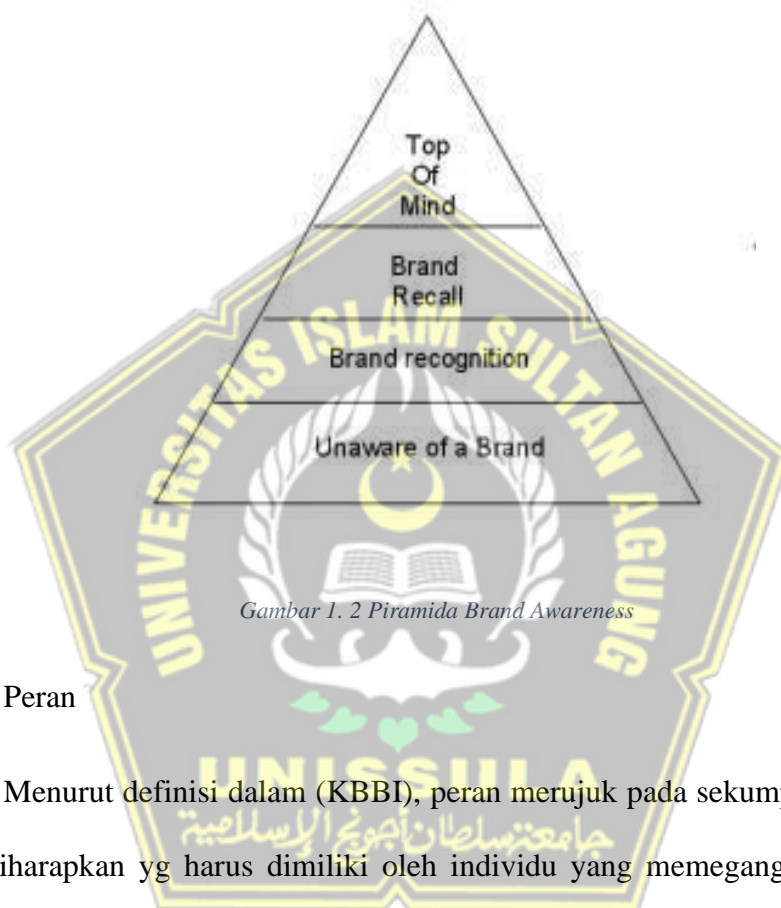 Top
Of
Mind
Brand
Recall
Brand recognition
Unaware of a Brand
UNIVERSITAS ISLAM SULTAN AGUNG
Gambar 1. 2 Piramida Brand Awareness
Peran
UNISSULA
Menurut definisi dalam (KBBI), peran merujuk pada sekump
جامعة سلطان أجونج الإسلامية
iharapkan yg harus dimiliki oleh individu yang memegang